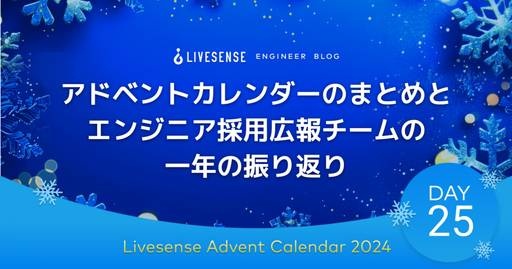 LIVESENSE ENGINEER BLOG
アドベントカレンダーのまとめと
エンジニア採用広報チームの
一年の振り返り
DAY
25
Livesense Advent Calendar 2024